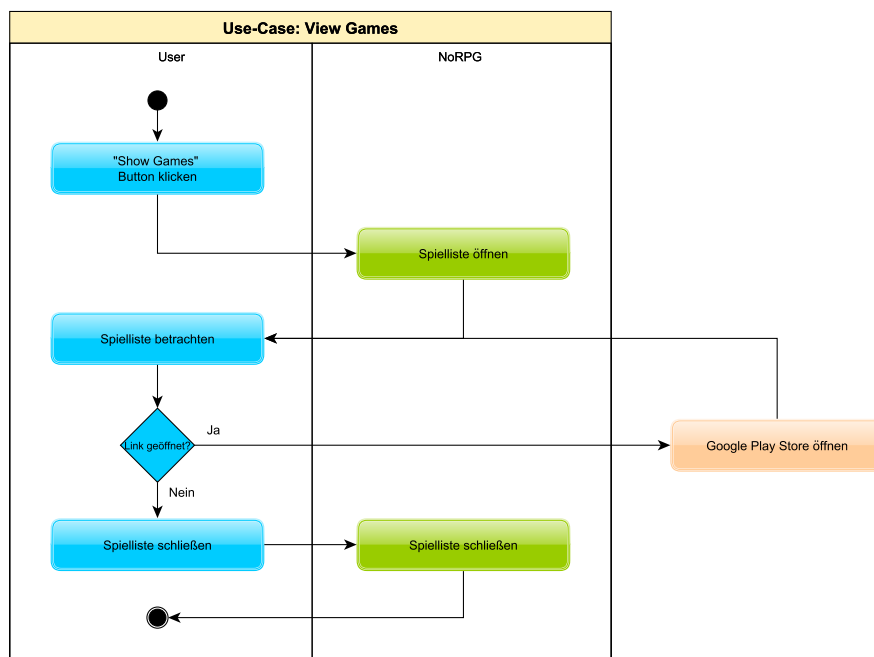 Use-Case: View Games
User
NoRPG
"Show Games"
Button klicken
Spielliste öffnen
Spielliste betrachten
Link geöffnet?
Ja
Google Play Store öffnen
Nein
Spielliste schließen
Spielliste schließen